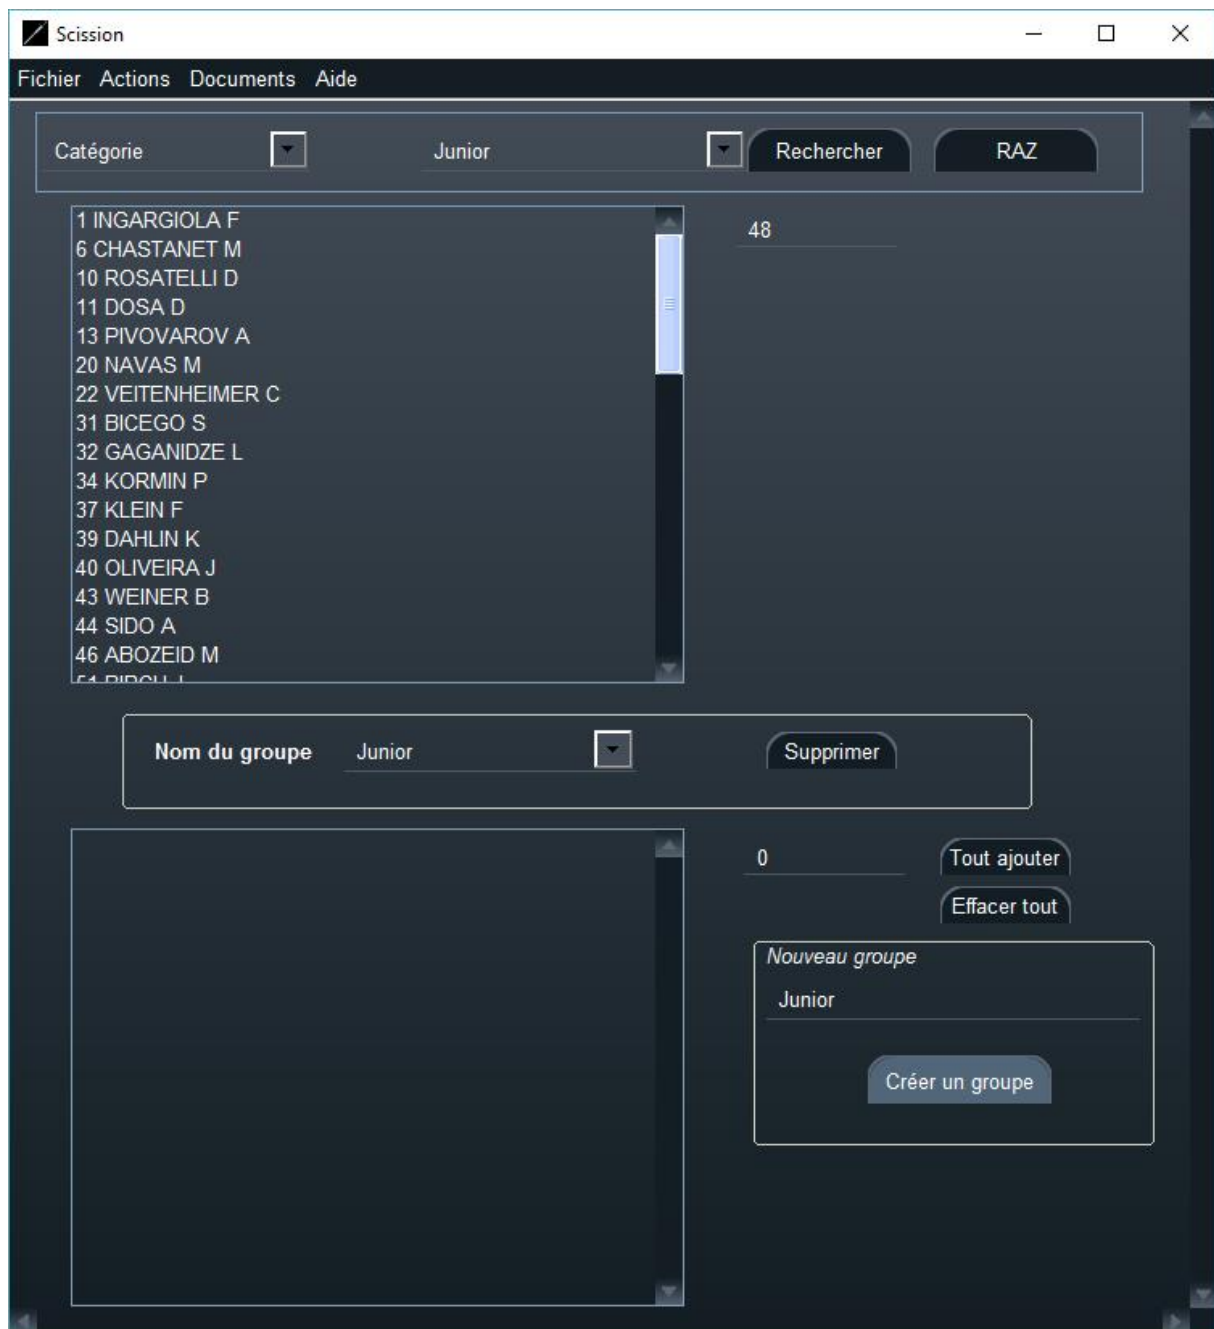 Scission
Fichier Actions Documents Aide
Catégorie Junior Rechercher RAZ
1 INGARGIOLA F
48
6 CHASTANET M
10 ROSATELLI D
11 DOSA D
13 PIVOVAROV A
20 NAVAS M
22 VEITENHEIMER C
31 BICEGO S
32 GAGANIDZE L
34 KORMIN P
37 KLEIN F
39 DAHLIN K
40 OLIVEIRA J
43 WEINER B
44 SIDO A
46 ABOZEID M
Nom du groupe Junior Supprimer
0 Tout ajouter
Effacer tout
Nouveau groupe
Junior
Créer un groupe